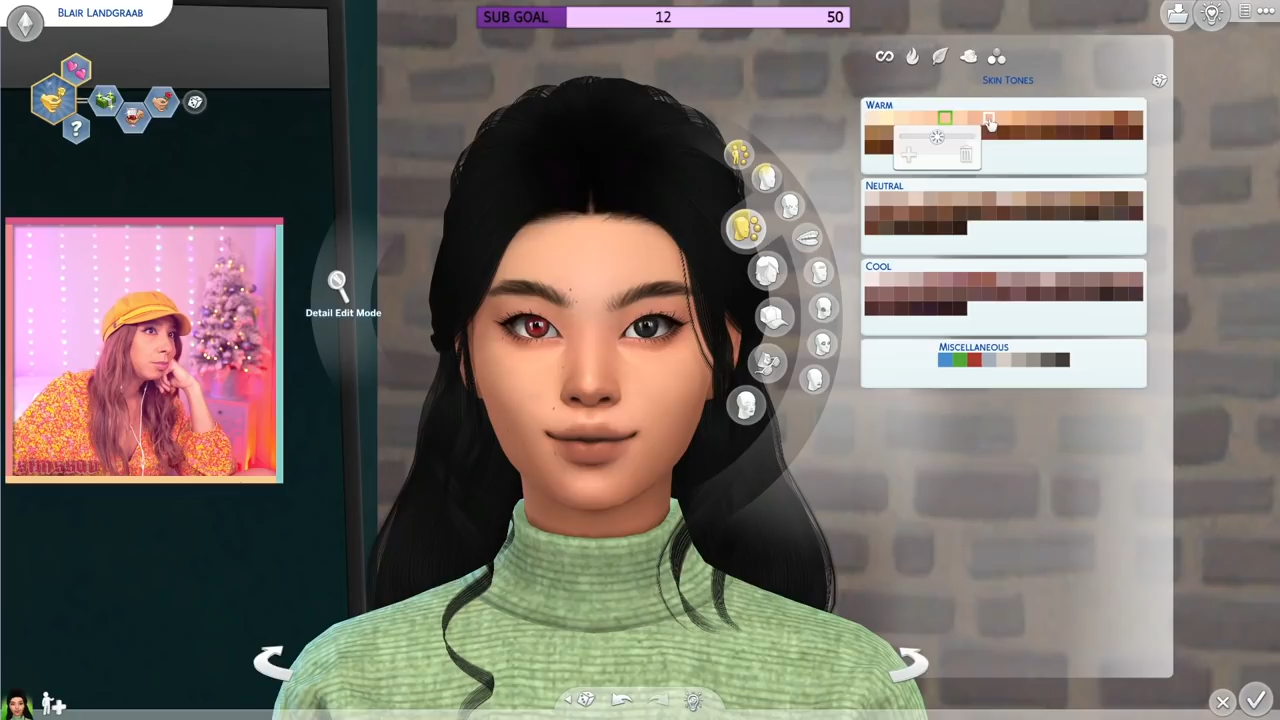 BLAIR LANDGRAAB
SUB GOAL
12
50
SKIN TONES
WARM
NEUTRAL
COOL
MISCELLANEOUS
?
Detail Edit Mode